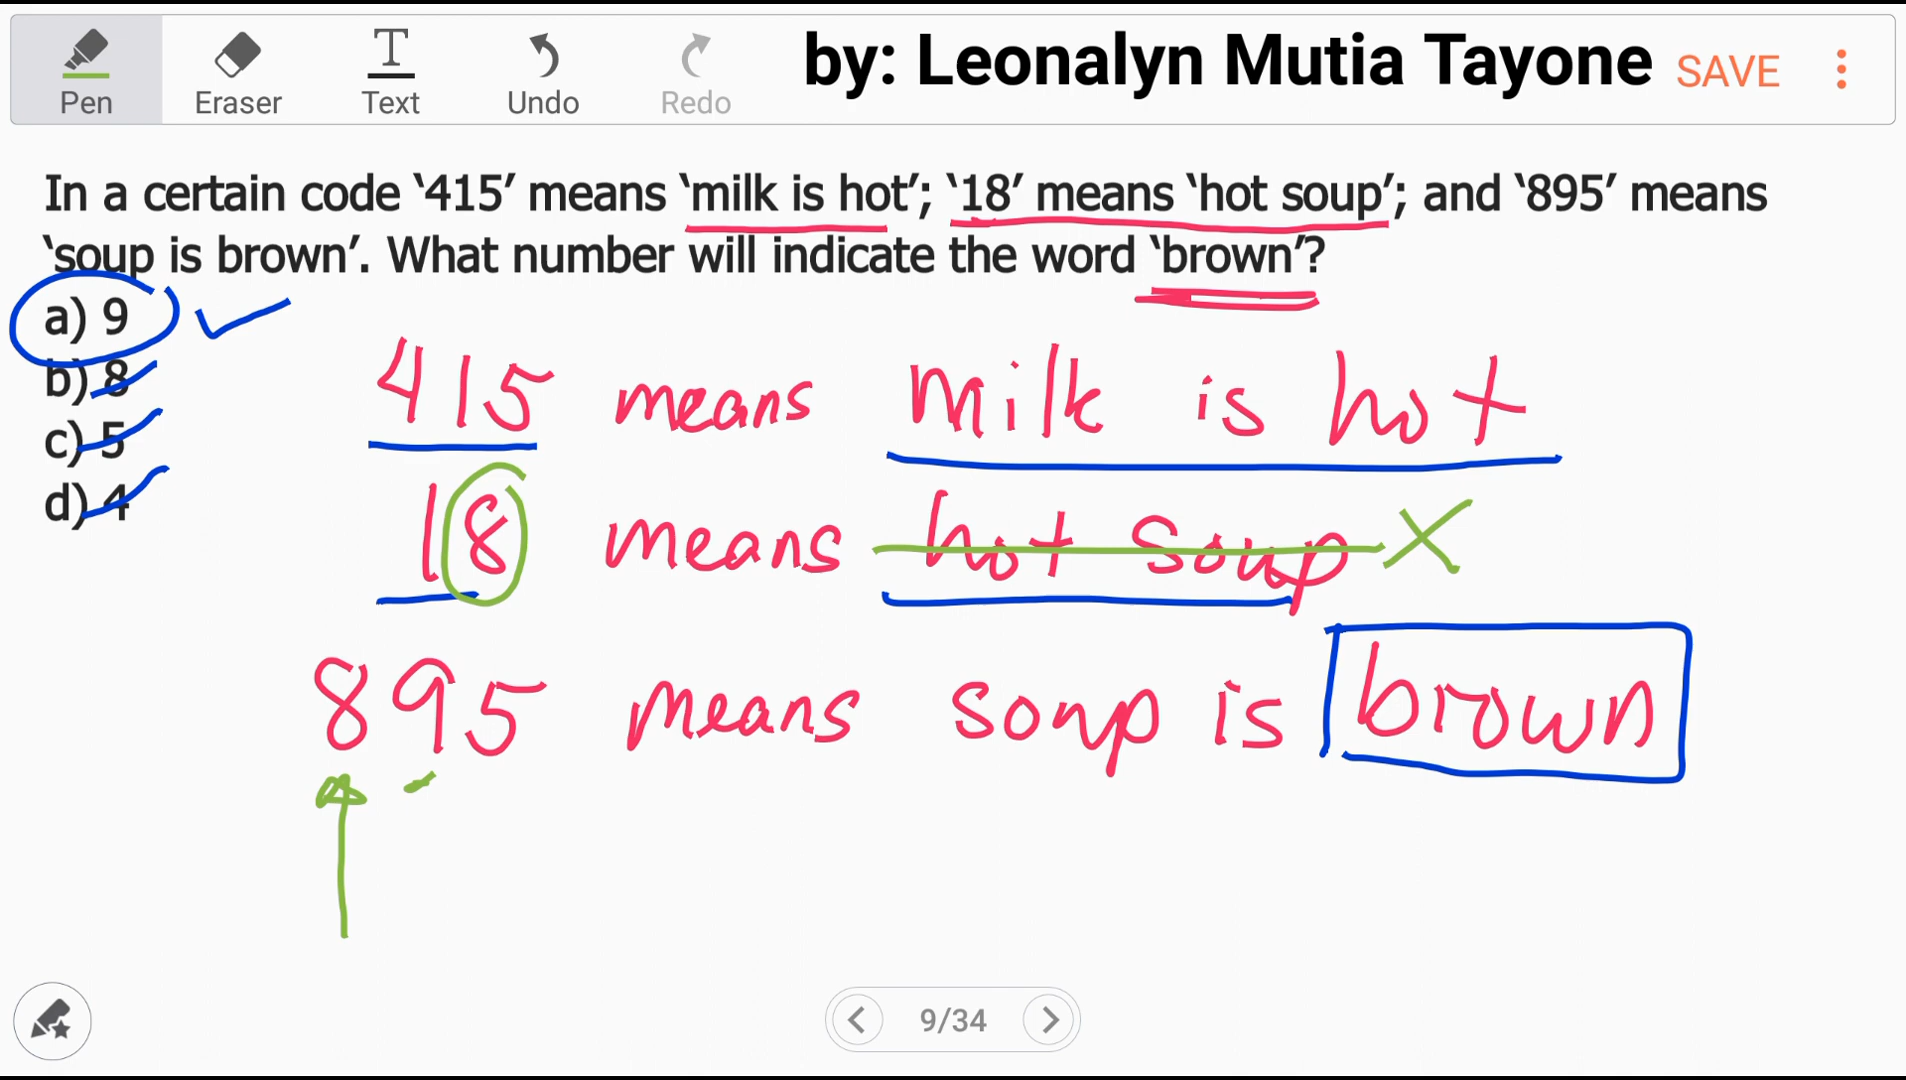 Pen Eraser Text Undo Redo by: Leonalyn Mutia Tayone SAVE
In a certain code ‘415’ means ‘milk is hot’; ‘18’ means ‘hot soup’; and ‘895’ means
‘soup is brown’. What number will indicate the word ‘brown’?
a) 9
b) 8
c) 5
d) 4
415 means milk is hot
18 means hot soup X
895 means soup is brown
9/34